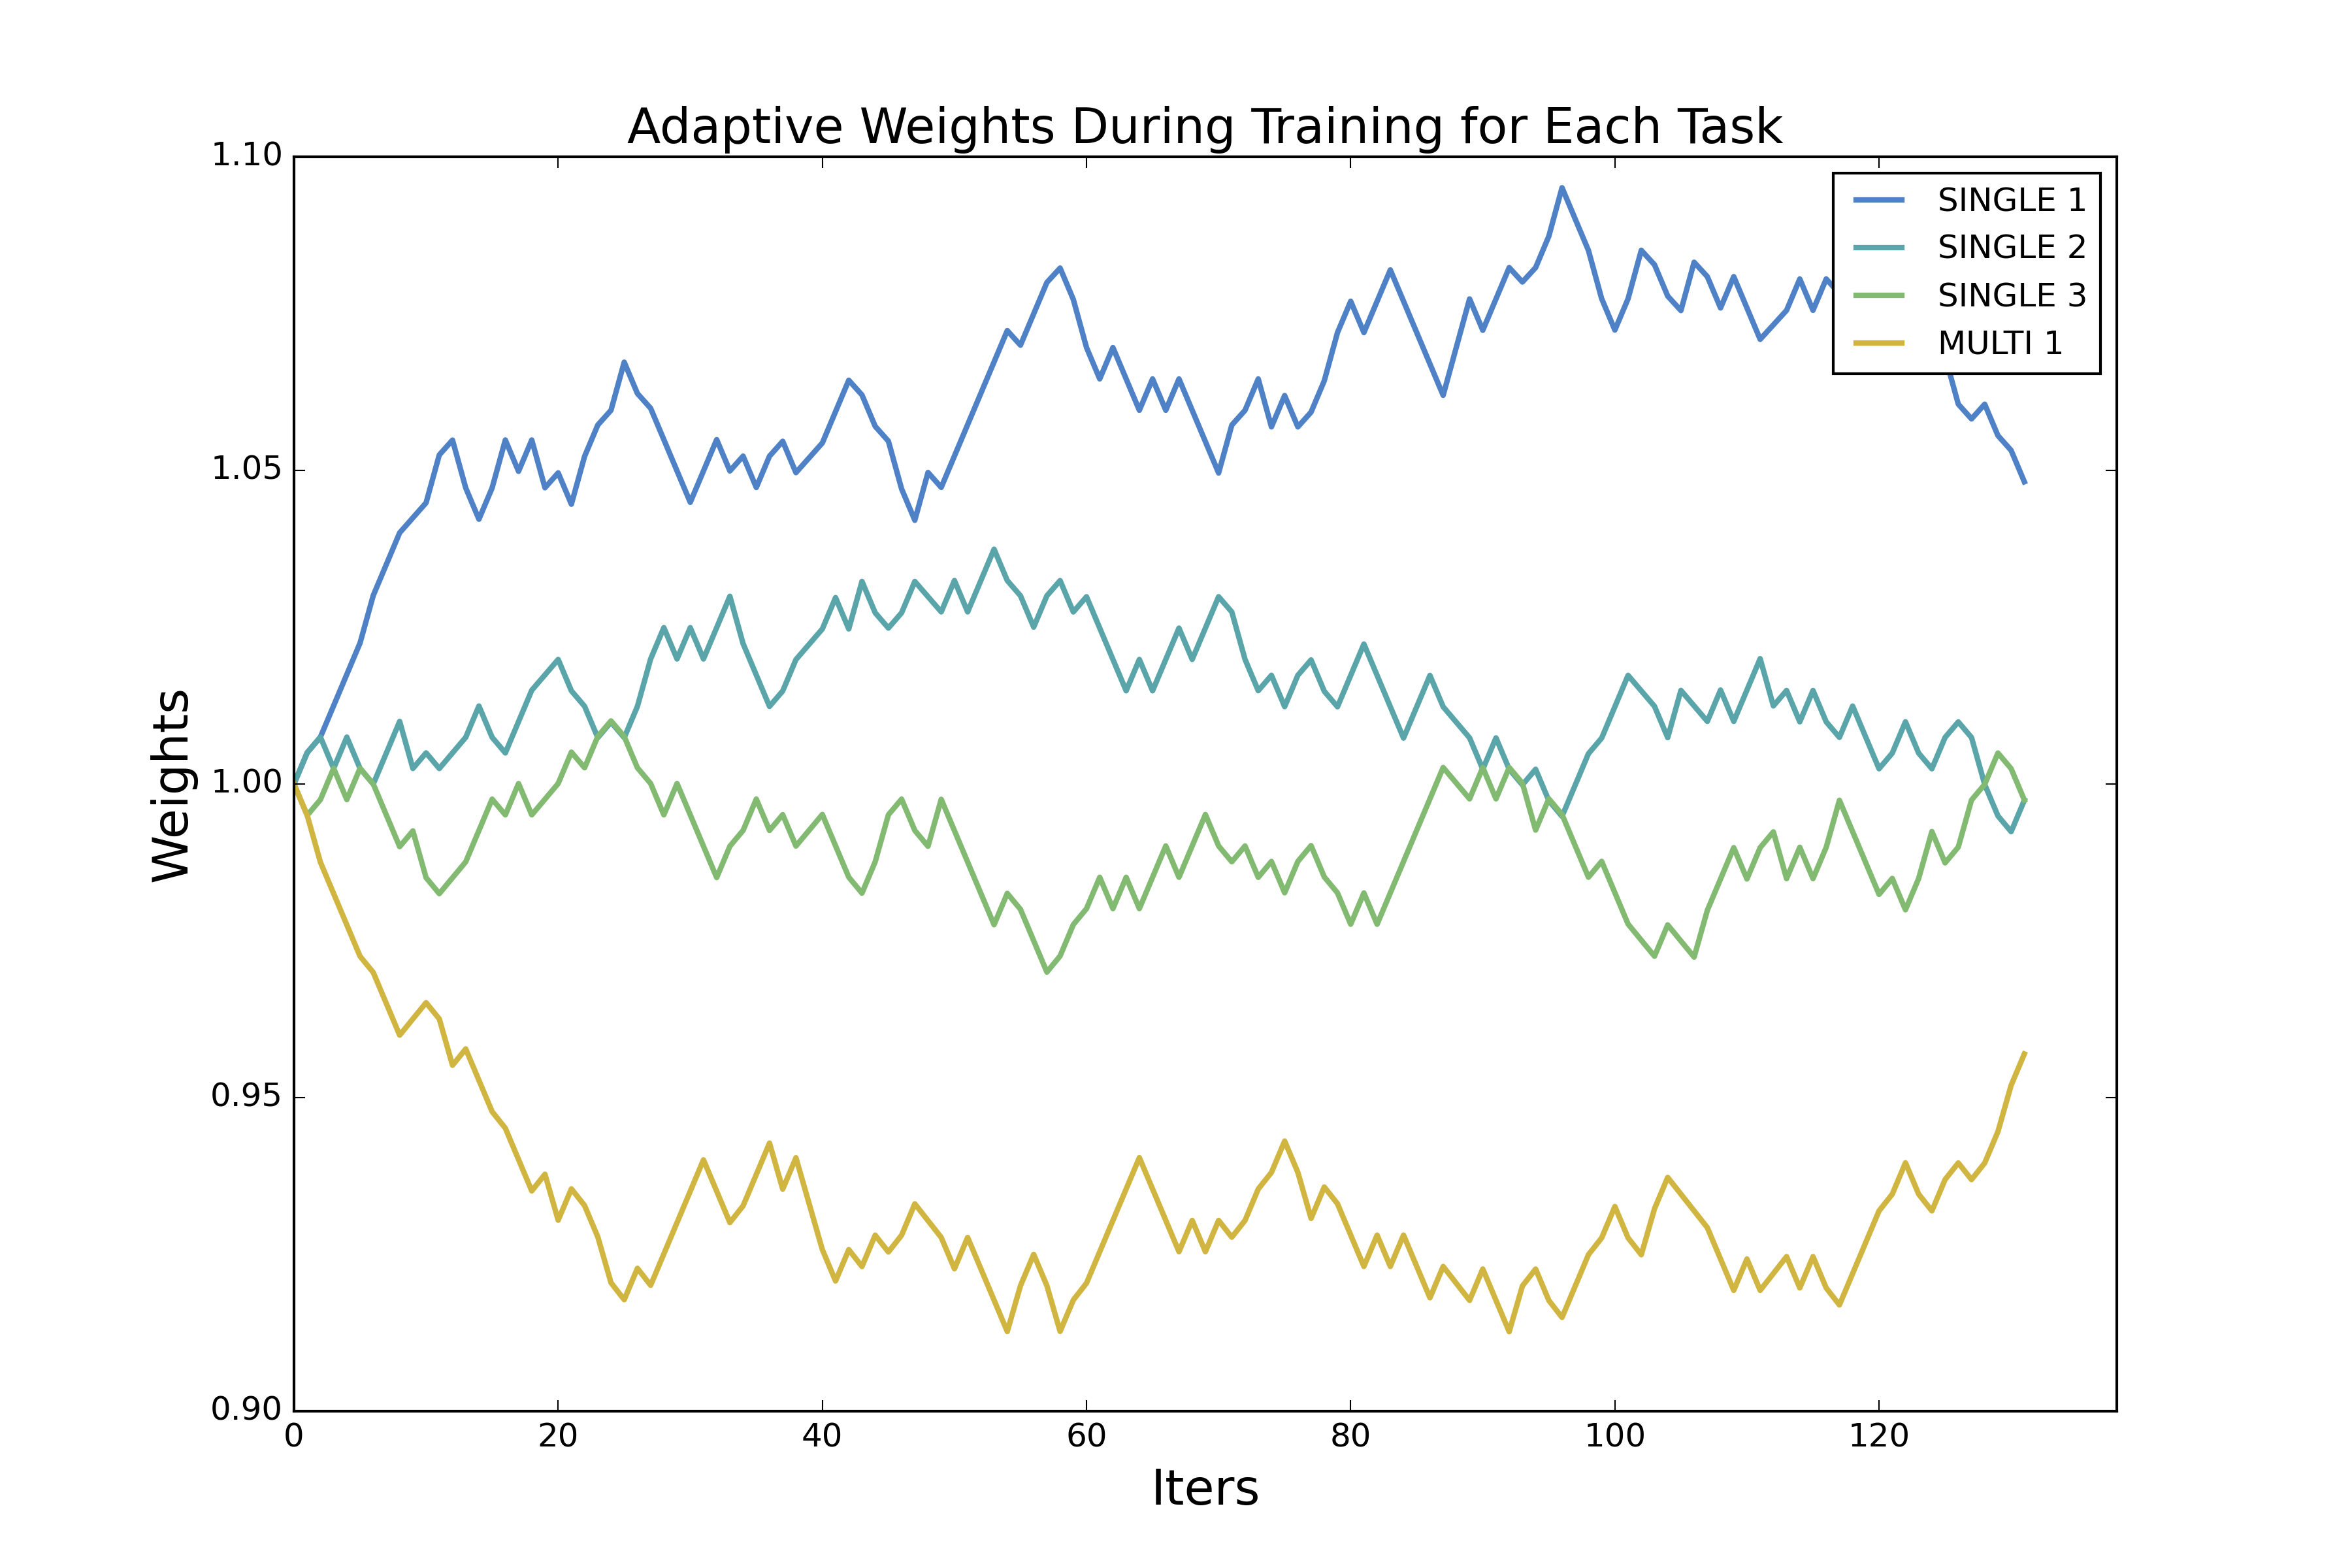 Adaptive Weights During Training for Each Task
1.10
1.05
1.00
0.95
0.90
Weights
SINGLE 1
SINGLE 2
SINGLE 3
MULTI 1
0 20 40 60 80 100 120
Iters